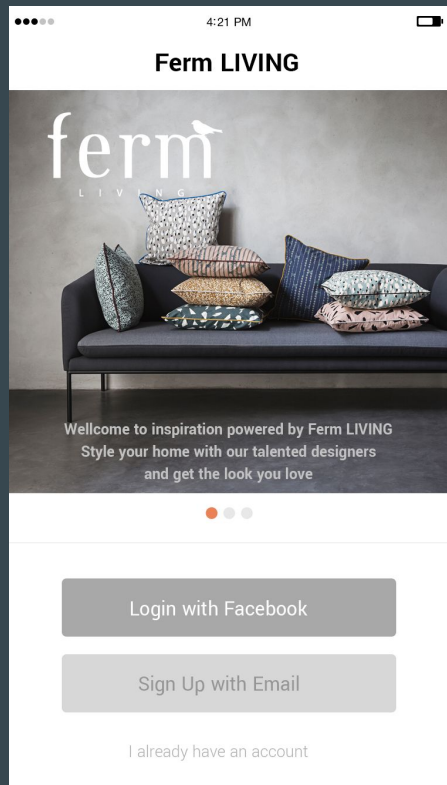 4:21 PM
Ferm LIVING
ferm
LIVING
Wellcome to inspiration powered by Ferm LIVING
Style your home with our talented designers
and get the look you love
Login with Facebook
Sign Up with Email
I already have an account